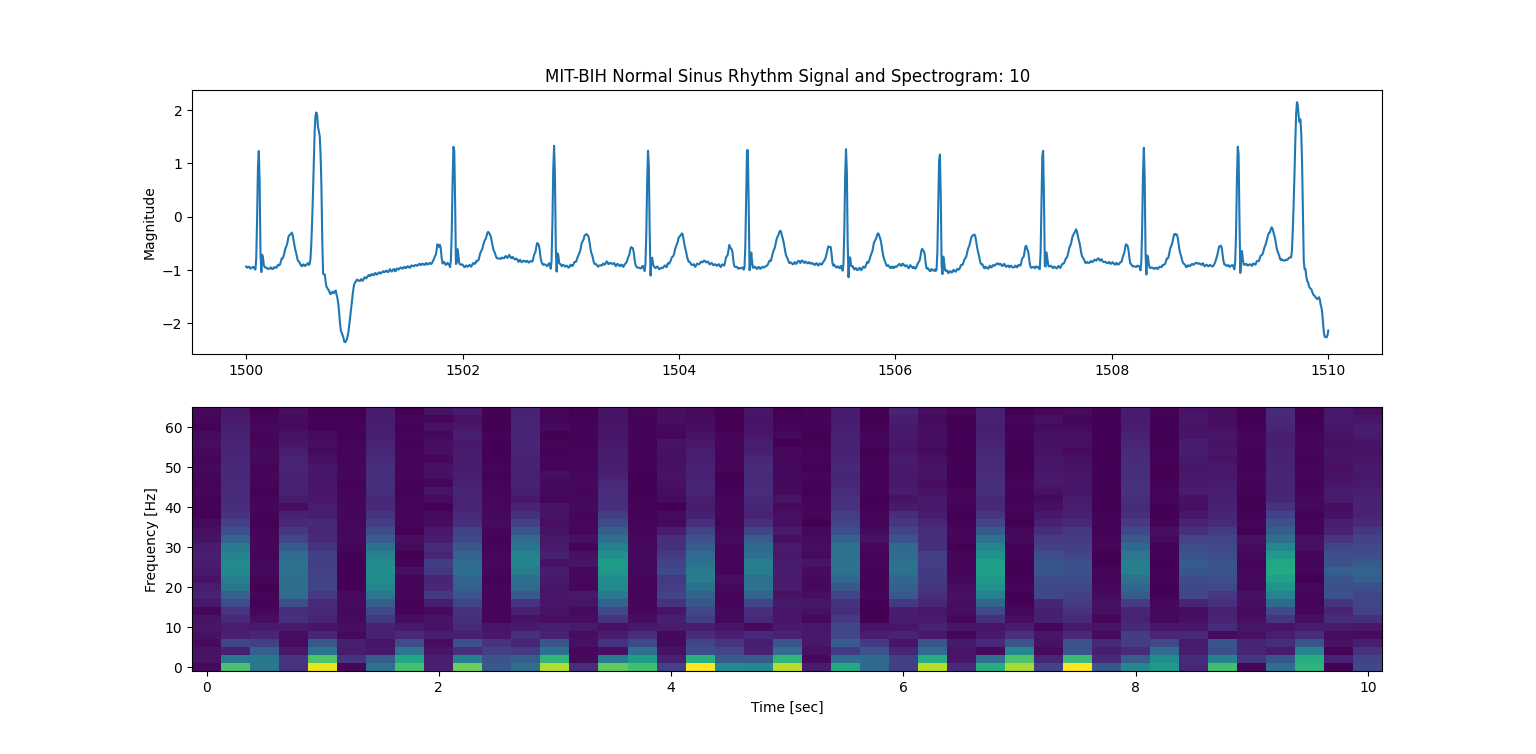 MIT-BIH Normal Sinus Rhythm Signal and Spectrogram: 10
Magnitude
2
1
0
−1
−2
1500 1502 1504 1506 1508 1510
Frequency [Hz]
60
50
40
30
20
10
0
0 2 4 6 8 10
Time [sec]